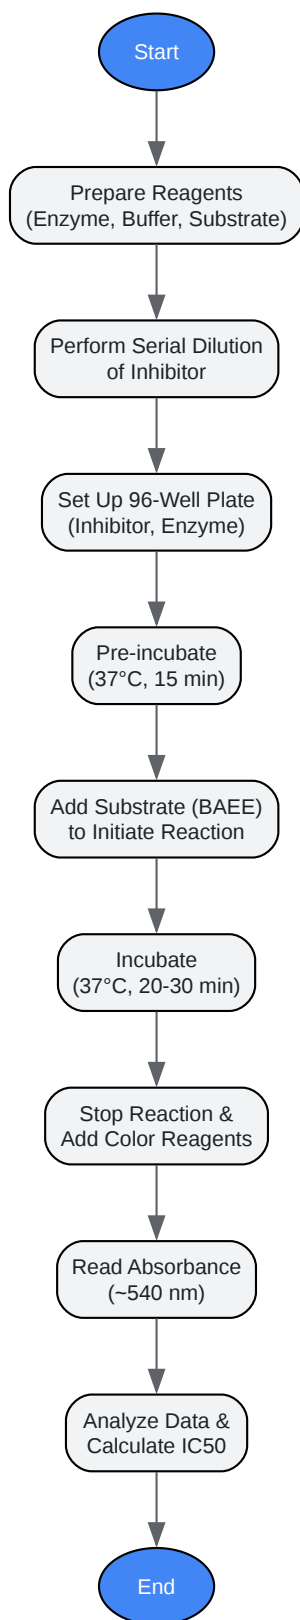 Start
Prepare Reagents
(Enzyme, Buffer, Substrate)
Perform Serial Dilution
of Inhibitor
Set Up 96-Well Plate
(Inhibitor, Enzyme)
Pre-incubate
(37°C, 15 min)
Add Substrate (BAEE)
to Initiate Reaction
Incubate
(37°C, 20-30 min)
Stop Reaction &
Add Color Reagents
Read Absorbance
(~540 nm)
Analyze Data &
Calculate IC50
End